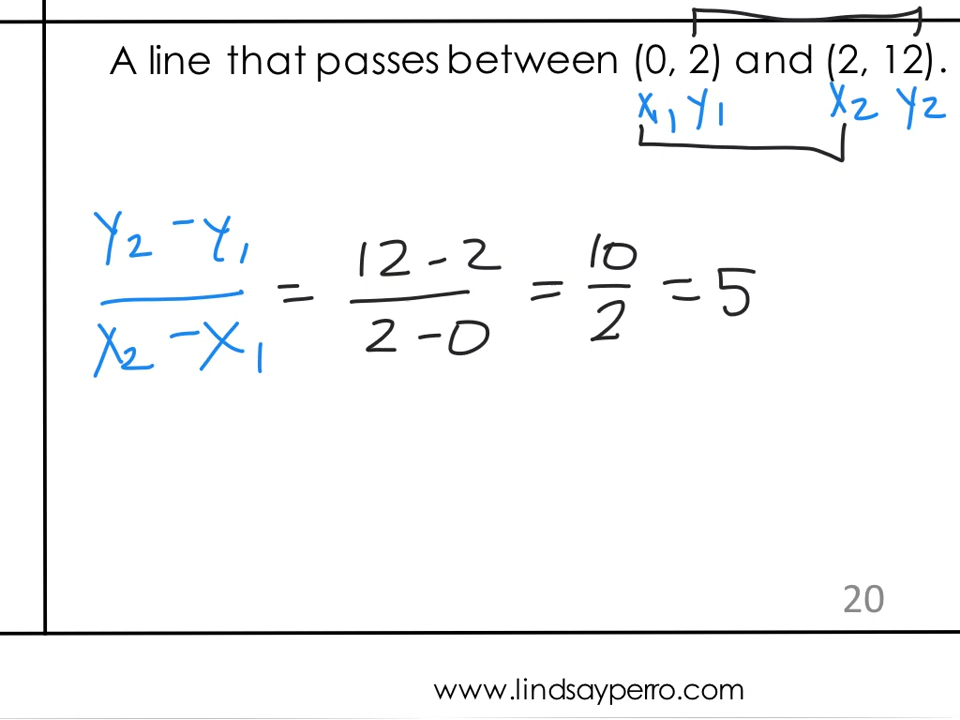 A line that passes between (0, 2) and (2, 12).
x₁ y₁ x₂ y₂
y₂ - y₁ / x₂ - x₁ = 12 - 2 / 2 - 0 = 10 / 2 = 5
20
www.lindsayperro.com